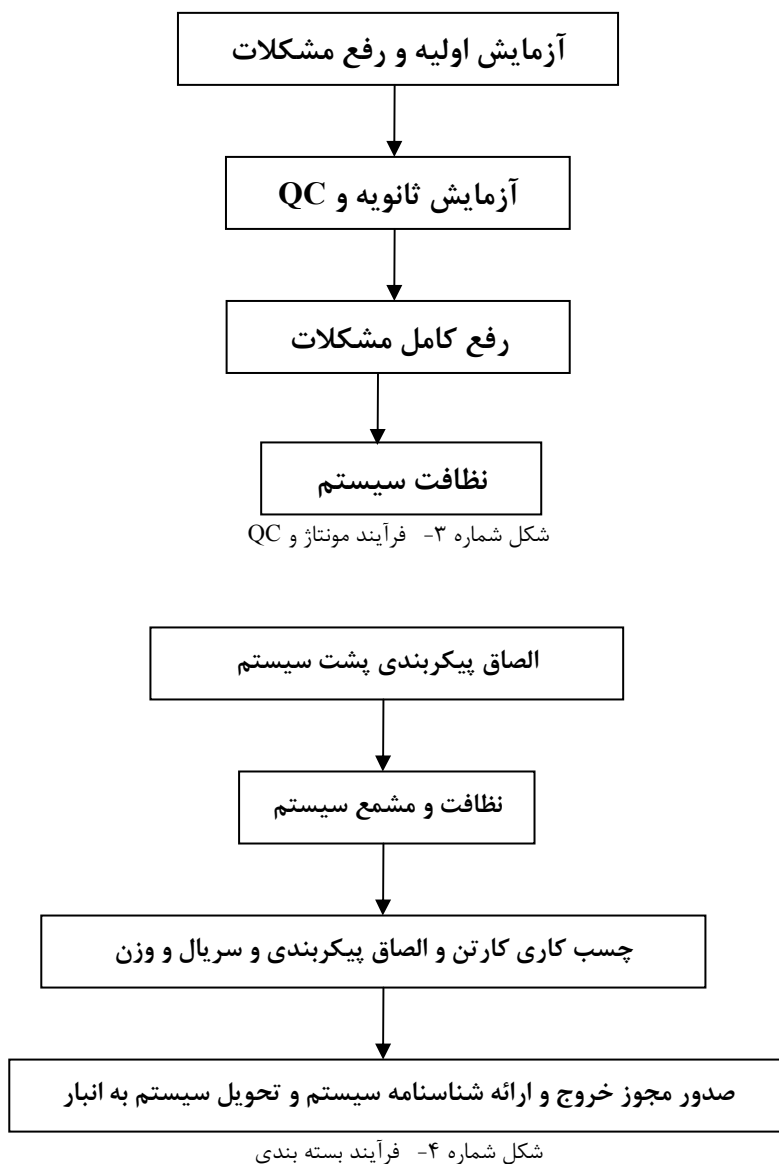 آزمایش اولیه و رفع مشکلات
آزمایش ثانویه و QC
رفع کامل مشکلات
نظافت سیستم
شکل شماره ۳- فرآیند مونتاژ و QC
الصاق پیکربندی پشت سیستم
نظافت و مشمع سیستم
چسب کاری کارتن و الصاق پیکربندی و سریال و وزن
صدور مجوز خروج و ارائه شناسنامه سیستم و تحویل سیستم به انبار
شکل شماره ۴- فرآیند بسته بندی